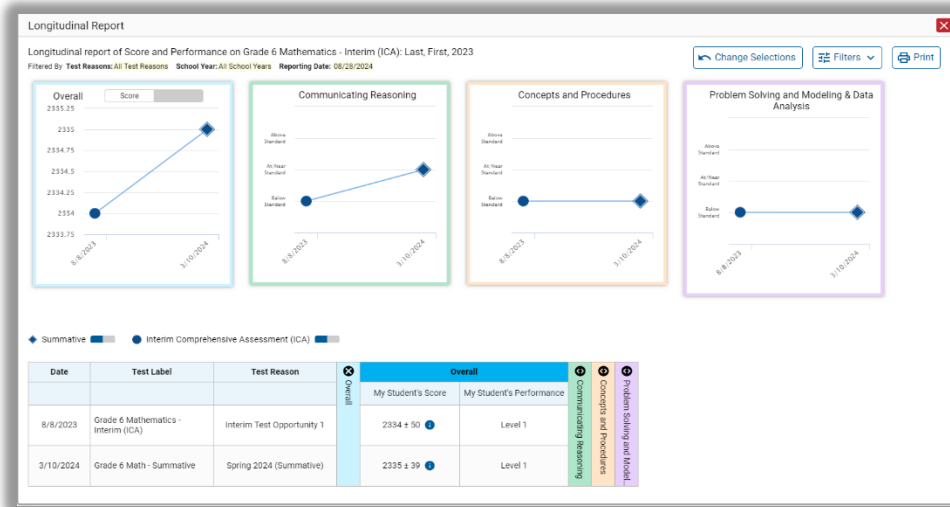 Longitudinal Report
Longitudinal report of Score and Performance on Grade 6 Mathematics - Interim (ICA): Last, First, 2023
Filtered By Test Reasons: All Test Reasons School Year: All School Years Reporting Date: 08/28/2024
Change Selections
Filters
Print
Overall
Score
2335.25
2335
2334.75
2334.5
2334.25
2334
2333.75
8/8/2023
3/10/2024
Communicating Reasoning
Above
Standard
At/Near
Standard
Below
Standard
8/8/2023
3/10/2024
Concepts and Procedures
Above
Standard
At/Near
Standard
Below
Standard
8/8/2023
3/10/2024
Problem Solving and Modeling & Data
Analysis
Above
Standard
At/Near
Standard
Below
Standard
8/8/2023
3/10/2024
Summative
Interim Comprehensive Assessment (ICA)
Date Test Label Test Reason Overall Overall Communicating Reasoning Concepts and Procedures Problem Solving and Model...
My Student's Score My Student's Performance
8/8/2023 Grade 6 Mathematics -
Interim (ICA) Interim Test Opportunity 1 2334 ± 50 Level 1
3/10/2024 Grade 6 Math - Summative Spring 2024 (Summative) 2335 ± 39 Level 1